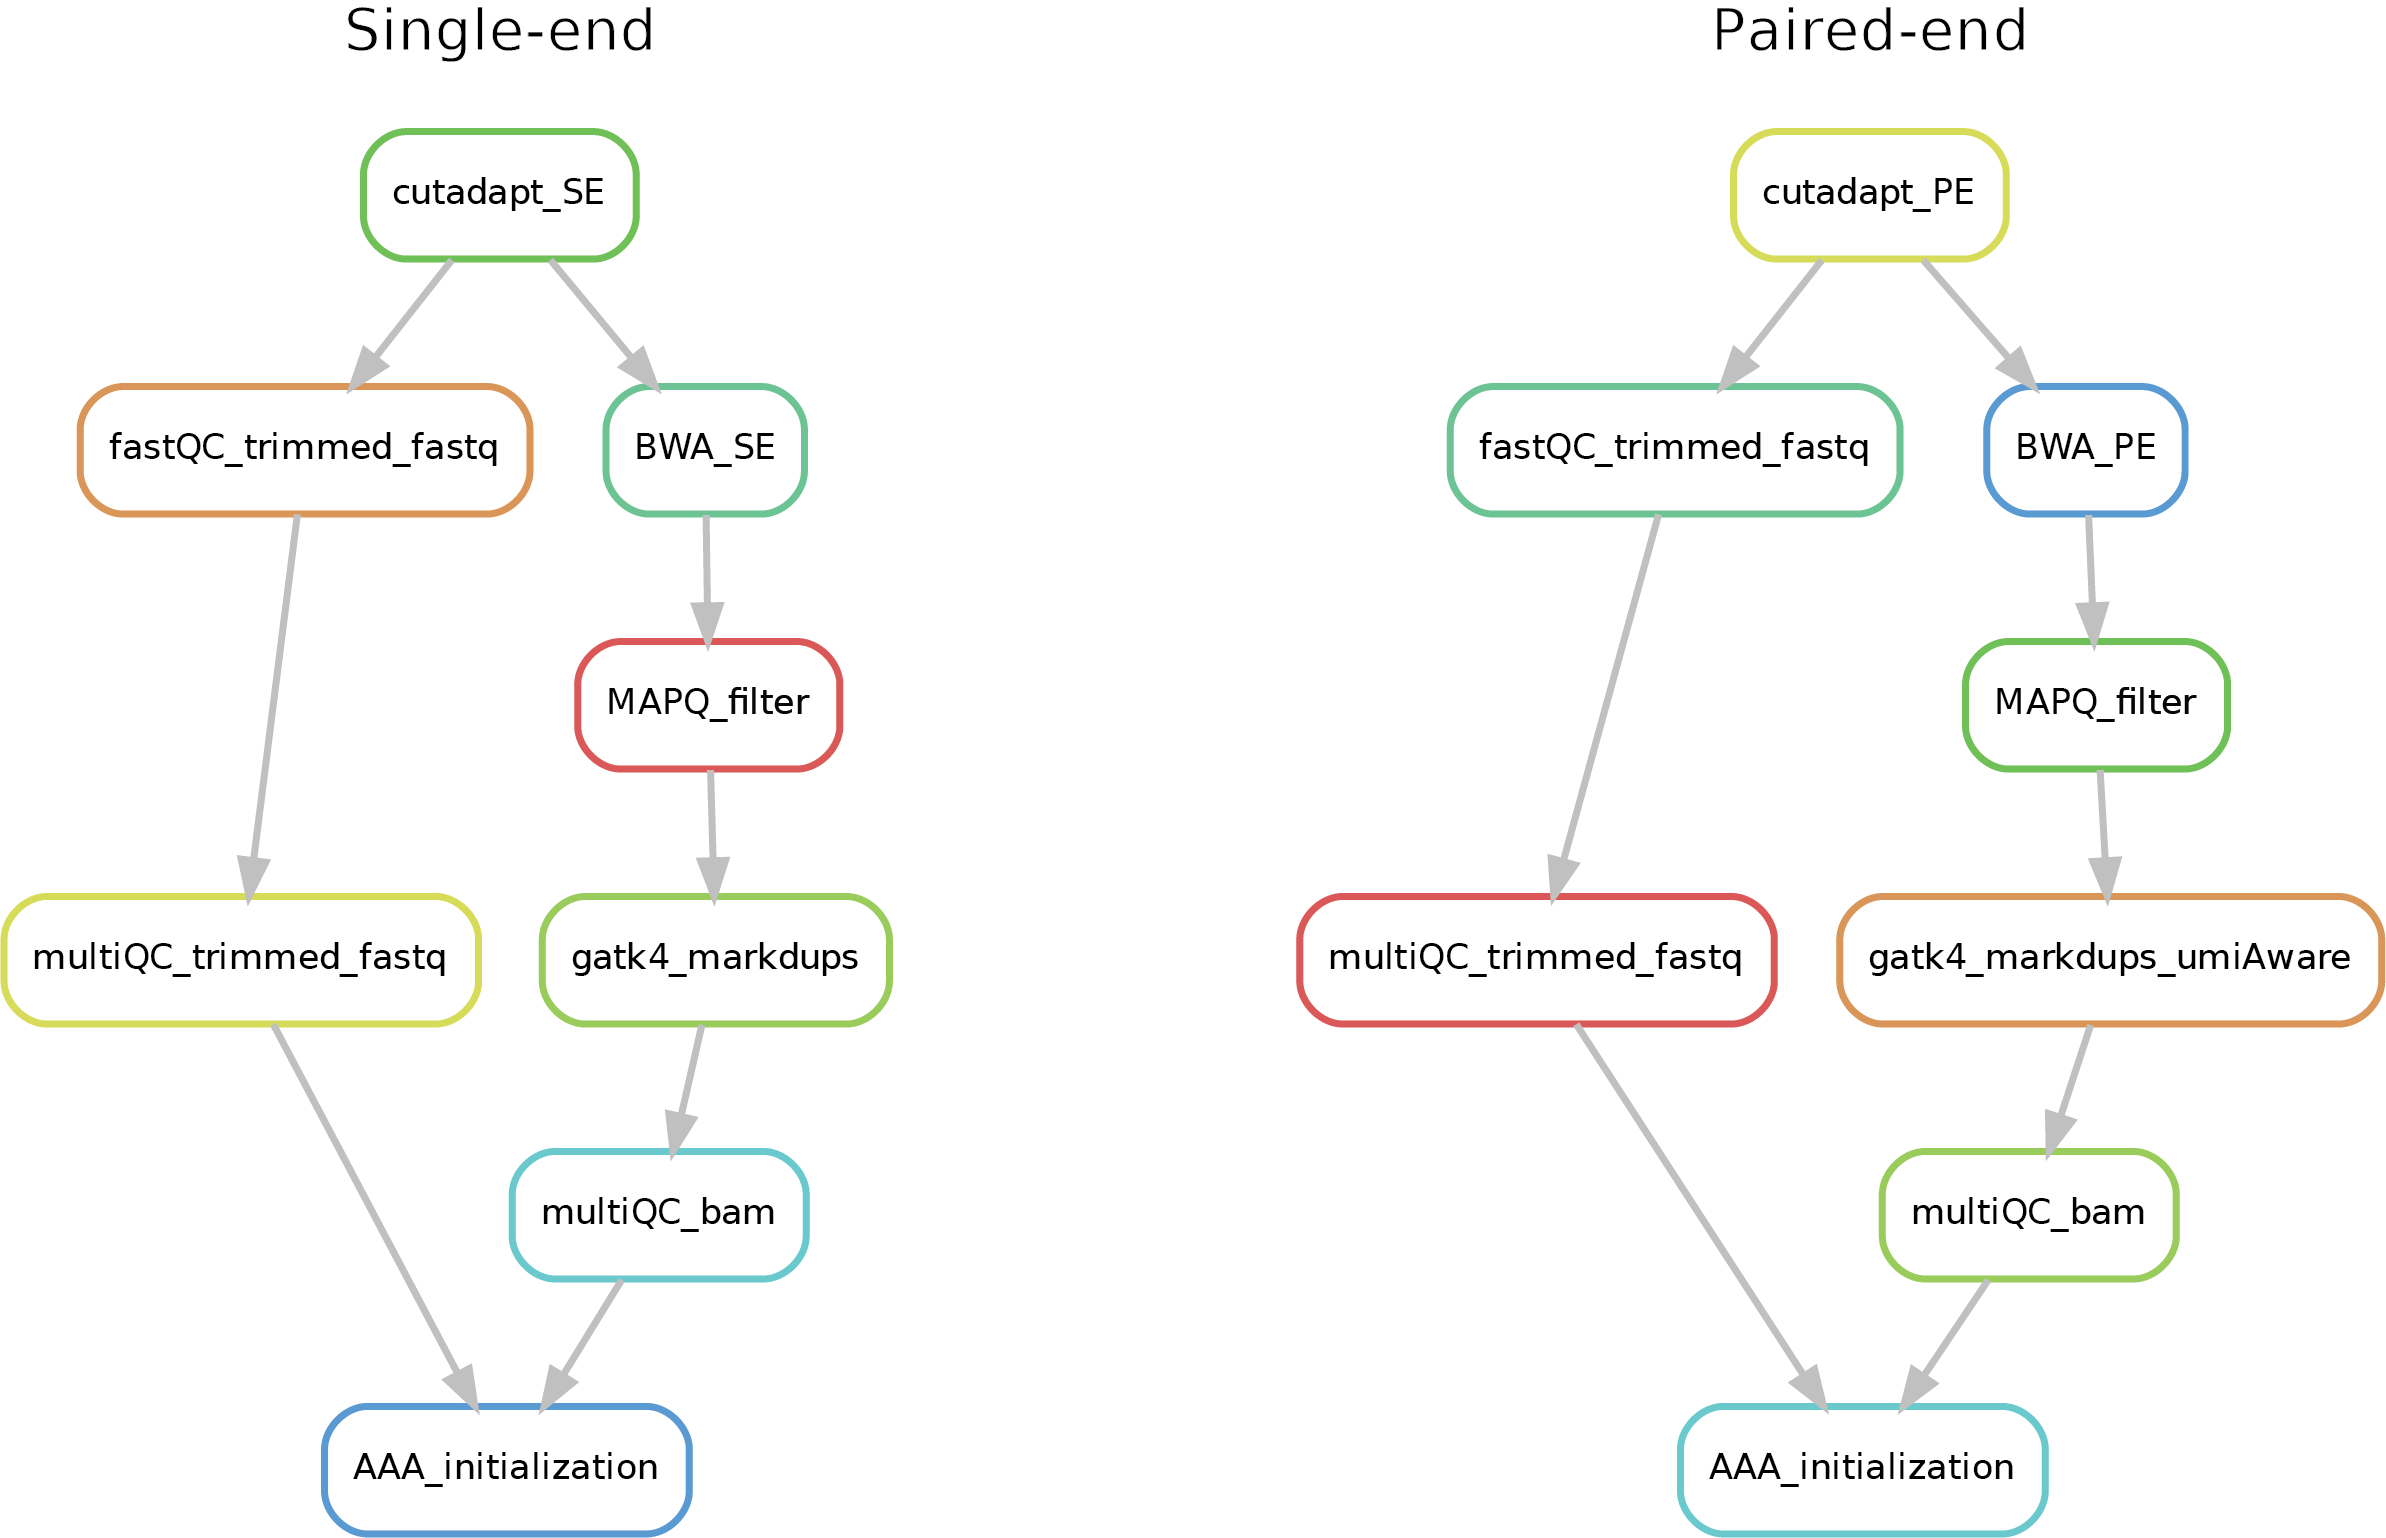 Single-end
cutadapt_SE
fastQC_trimmed_fastq
BWA_SE
MAPQ_filter
multiQC_trimmed_fastq
gatk4_markdups
multiQC_bam
AAA_initialization
Paired-end
cutadapt_PE
fastQC_trimmed_fastq
BWA_PE
MAPQ_filter
multiQC_trimmed_fastq
gatk4_markdups_umiAware
multiQC_bam
AAA_initialization